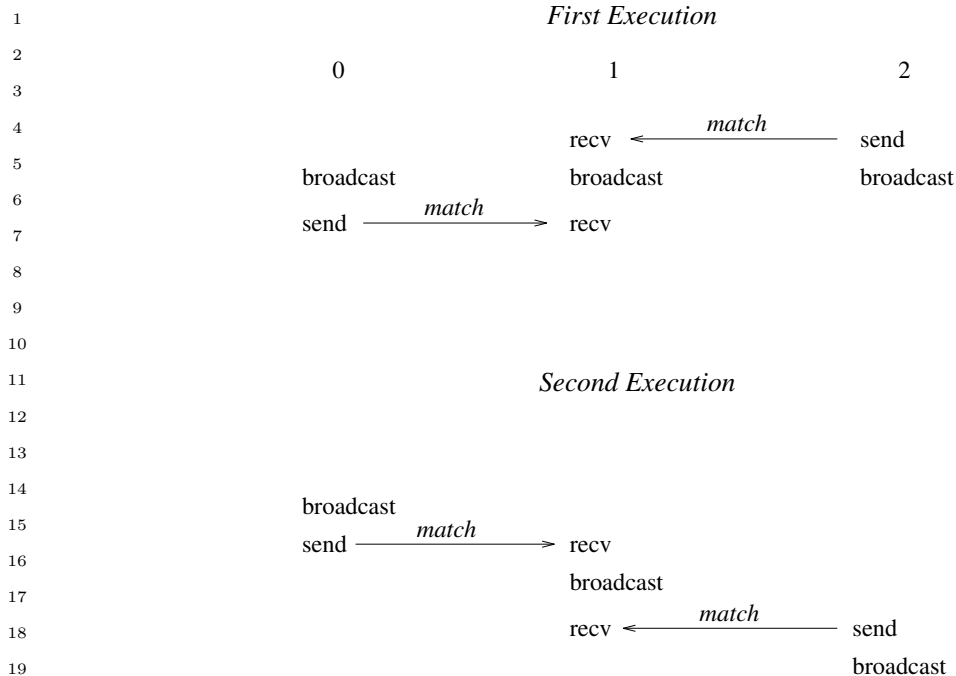 1
First Execution
2
0 1 2
3
4
match
recv send
5
broadcast broadcast broadcast
6
match
send recv
7
8
9
10
11
Second Execution
12
13
14
broadcast
15
match
send recv
16
broadcast
17
match
18
recv send
19
broadcast